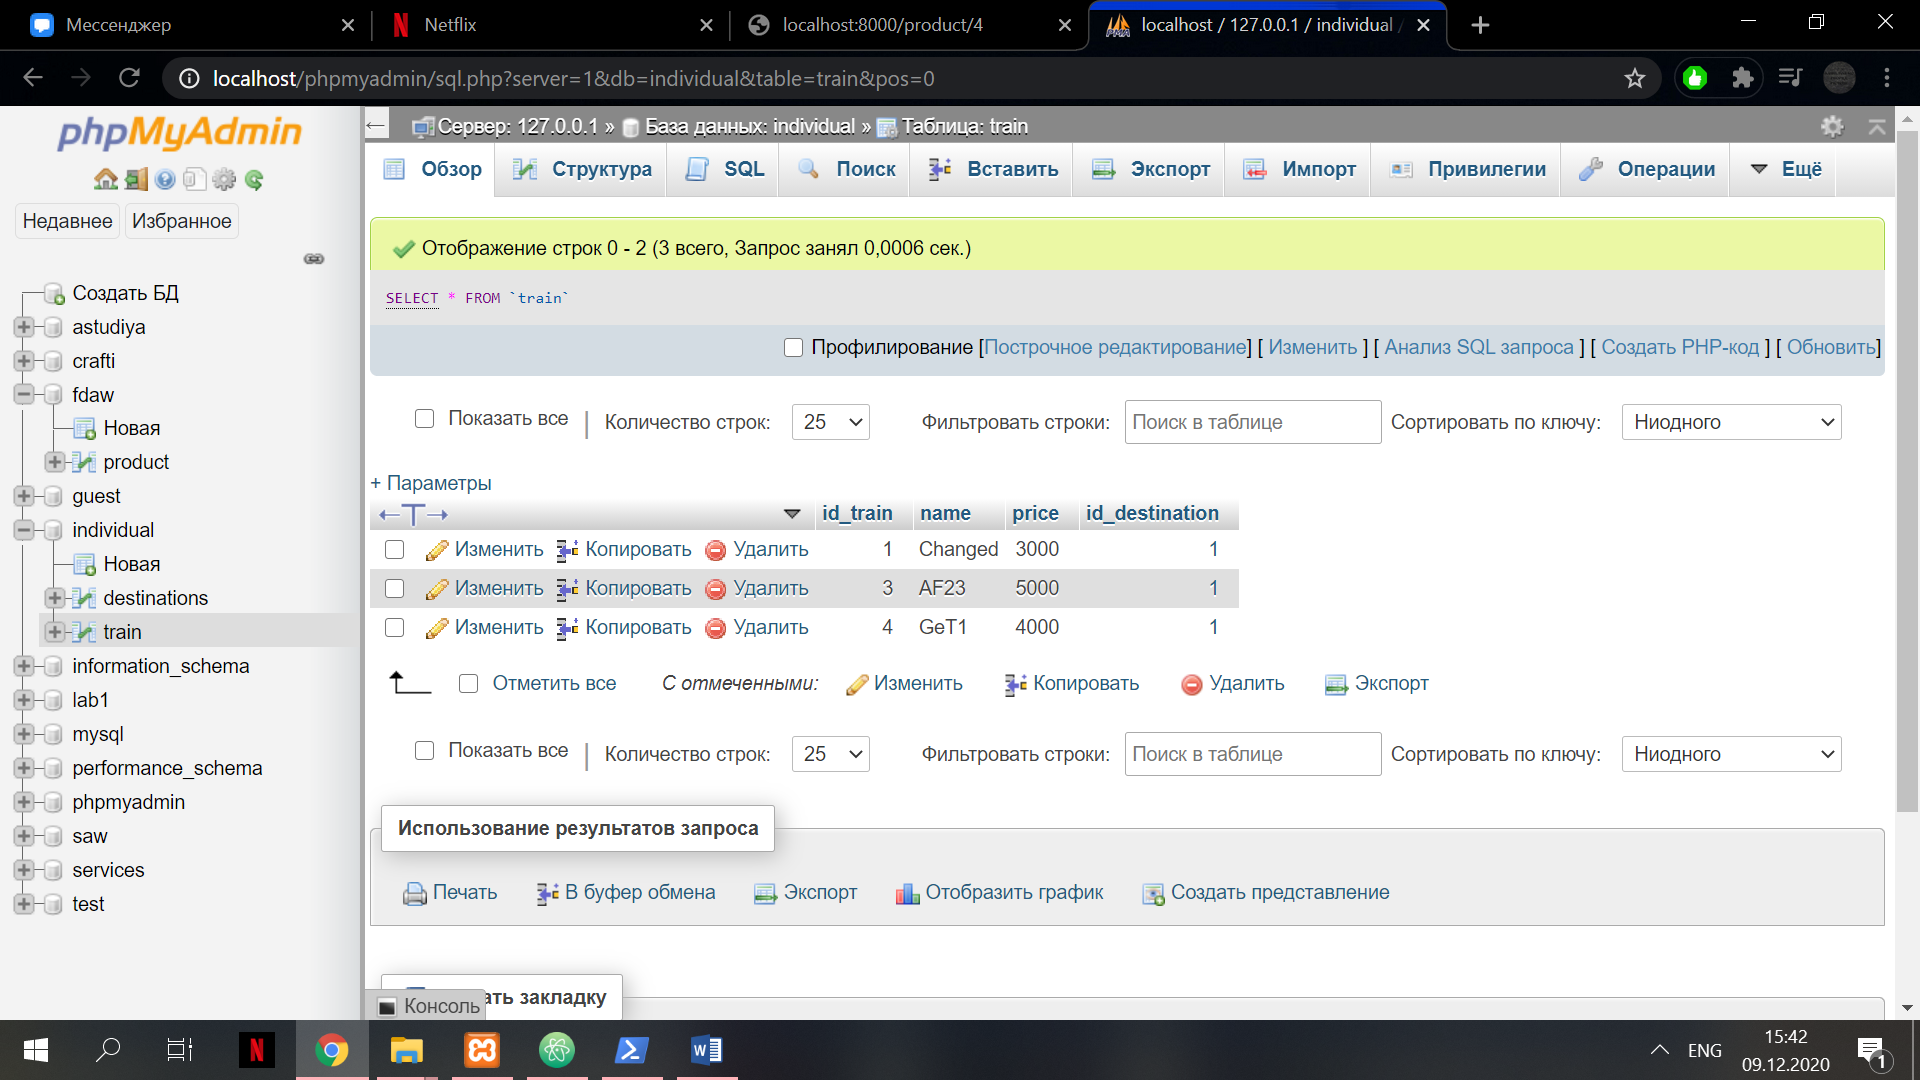 Мессенджер
Netflix
localhost:8000/product/4
localhost / 127.0.0.1 / individual /
localhost/phpmyadmin/sql.php?server=1&db=individual&table=train&pos=0
phpMyAdmin
Недавнее Избранное
Создать БД
astudiya
crafti
fdaw
Новая
product
guest
individual
Новая
destinations
train
information_schema
lab1
mysql
performance_schema
phpmyadmin
saw
services
test
Сервер: 127.0.0.1 » База данных: individual » Таблица: train
Обзор Структура SQL Поиск Вставить Экспорт Импорт Привилегии Операции Ещё
Отображение строк 0 - 2 (3 всего, Запрос занял 0,0006 сек.)
SELECT * FROM `train`
Профилирование [Построчное редактирование] [ Изменить ] [ Анализ SQL запроса ] [ Создать PHP-код ] [ Обновить]
Показать все | Количество строк: 25 Фильтровать строки: Поиск в таблице Сортировать по ключу: Ниодного
+ Параметры
←T→ id_train name price id_destination
Изменить Копировать Удалить 1 Changed 3000 1
Изменить Копировать Удалить 3 AF23 5000 1
Изменить Копировать Удалить 4 GeT1 4000 1
Отметить все С отмеченными: Изменить Копировать Удалить Экспорт
Показать все | Количество строк: 25 Фильтровать строки: Поиск в таблице Сортировать по ключу: Ниодного
Использование результатов запроса
Печать В буфер обмена Экспорт Отобразить график Создать представление
ать закладку
Консоль
ENG
15:42
09.12.2020
1